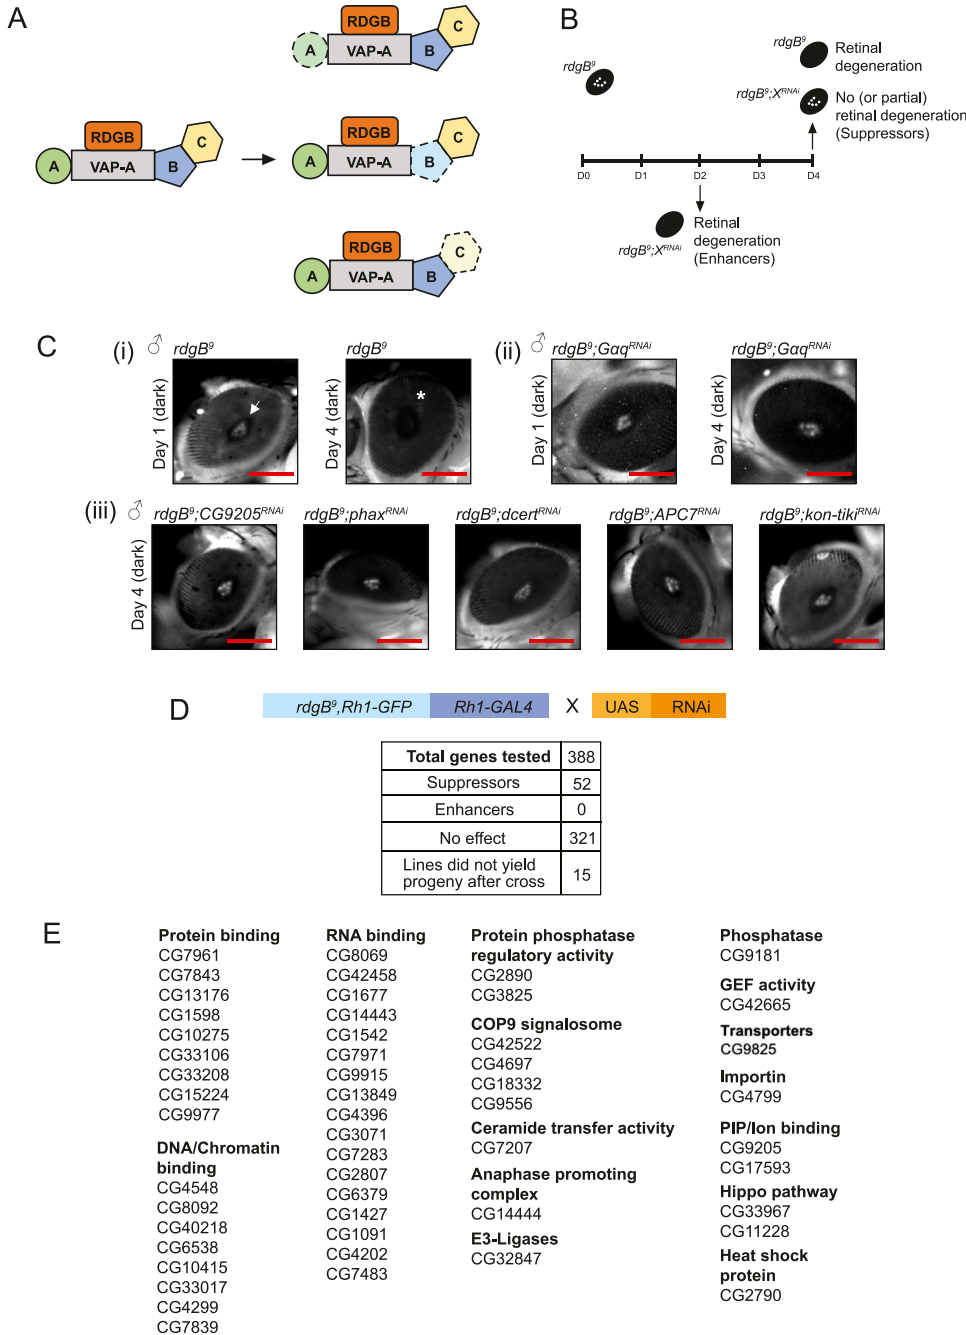 A
RDGB
A
VAP-A
B
C
RDGB
A
VAP-A
B
C
RDGB
A
VAP-A
B
C
RDGB
A
VAP-A
B
C
B
rdgB⁹
rdgB⁹
Retinal
degeneration
rdgB⁹;Xᴿᴺᴬⁱ
No (or partial)
retinal degeneration
(Suppressors)
D0
D1
D2
D3
D4
rdgB⁹;Xᴿᴺᴬⁱ
Retinal
degeneration
(Enhancers)
C
(i) ♂ rdgB⁹
rdgB⁹
Day 1 (dark)
Day 4 (dark)
*
(ii) ♂ rdgB⁹;Gαqᴿᴺᴬⁱ
rdgB⁹;Gαqᴿᴺᴬⁱ
Day 1 (dark)
Day 4 (dark)
(iii) ♂
rdgB⁹;CG9205ᴿᴺᴬⁱ
rdgB⁹;phaxᴿᴺᴬⁱ
rdgB⁹;dcertᴿᴺᴬⁱ
rdgB⁹;APC7ᴿᴺᴬⁱ
rdgB⁹;kon-tikiᴿᴺᴬⁱ
Day 4 (dark)
D
rdgB⁹,Rh1-GFP Rh1-GAL4 X UAS RNAi
Total genes tested 388
Suppressors 52
Enhancers 0
No effect 321
Lines did not yield
progeny after cross 15
E
Protein binding
CG7961
CG7843
CG13176
CG1598
CG10275
CG33106
CG33208
CG15224
CG9977
DNA/Chromatin
binding
CG4548
CG8092
CG40218
CG6538
CG10415
CG33017
CG4299
CG7839
RNA binding
CG8069
CG42458
CG1677
CG14443
CG1542
CG7971
CG9915
CG13849
CG4396
CG3071
CG7283
CG2807
CG6379
CG1427
CG1091
CG4202
CG7483
Protein phosphatase
regulatory activity
CG2890
CG3825
COP9 signalosome
CG42522
CG4697
CG18332
CG9556
Ceramide transfer activity
CG7207
Anaphase promoting
complex
CG14444
E3-Ligases
CG32847
Phosphatase
CG9181
GEF activity
CG42665
Transporters
CG9825
Importin
CG4799
PIP/Ion binding
CG9205
CG17593
Hippo pathway
CG33967
CG11228
Heat shock
protein
CG2790